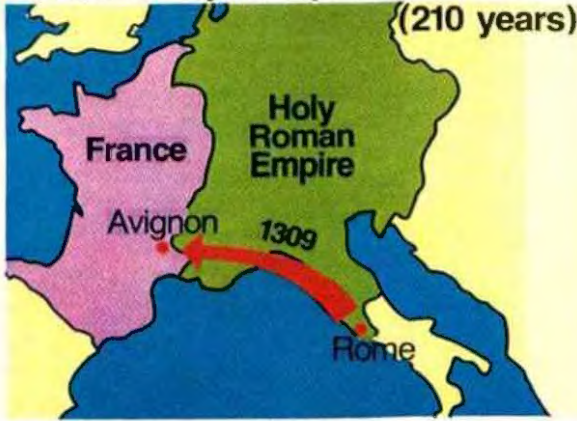 (210 years)
Holy
Roman
Empire
France
Avignon
1309
Rome